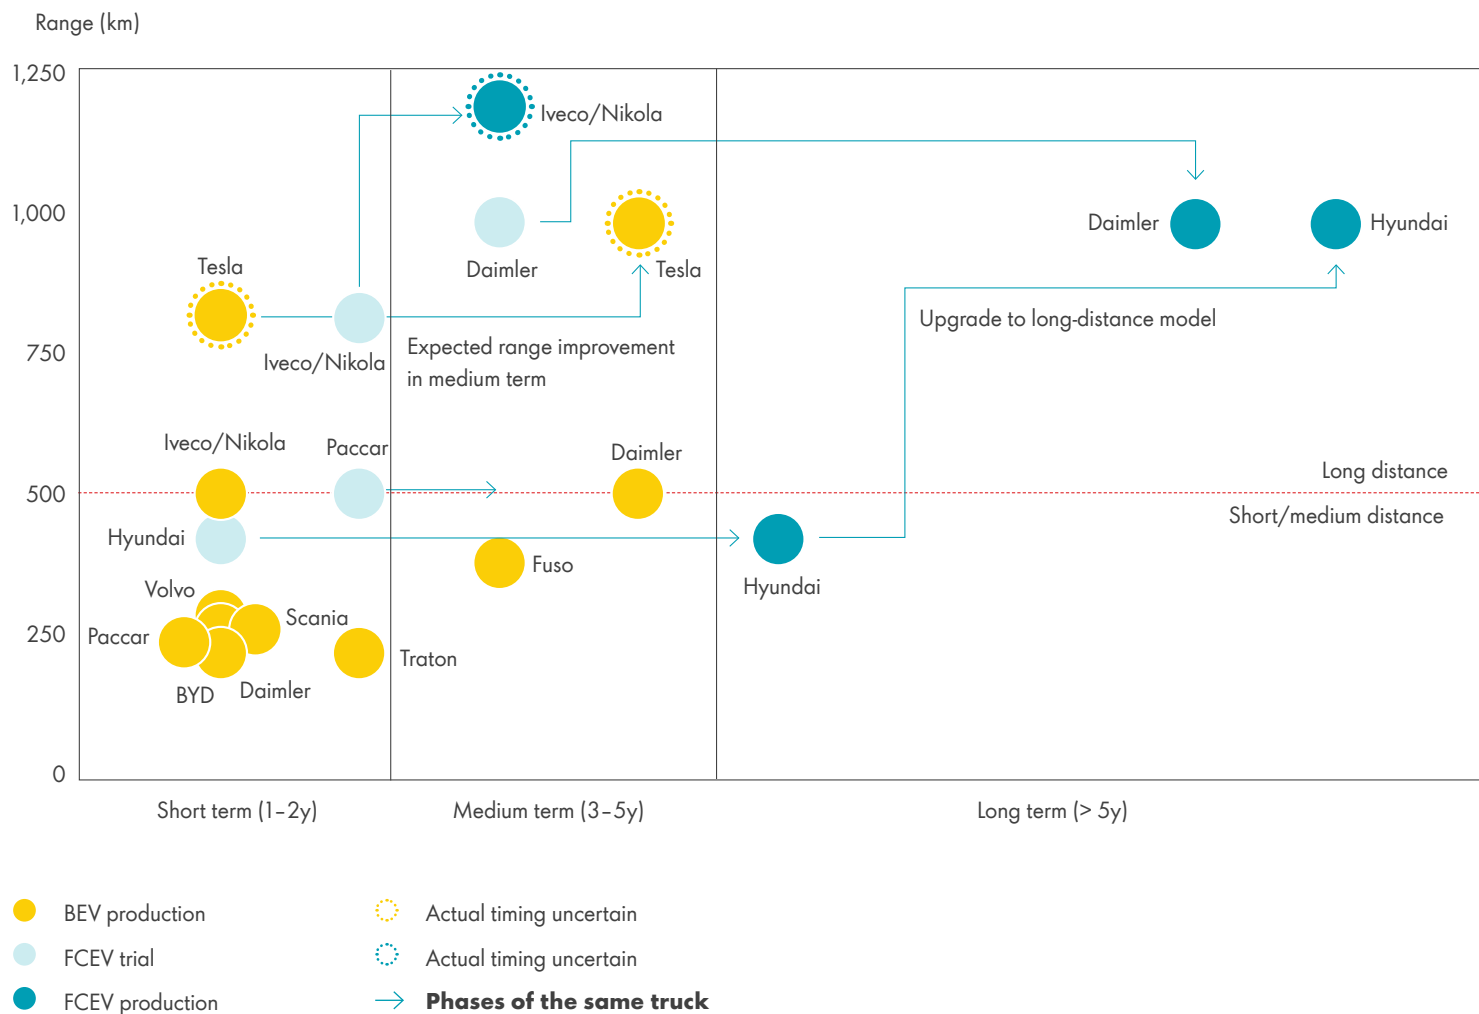 Range (km)
1,250
Iveco/Nikola
1,000
Daimler
Hyundai
Tesla
Daimler
Tesla
Upgrade to long-distance model
750
Iveco/Nikola
Expected range improvement
in medium term
Iveco/Nikola
Paccar
Daimler
Long distance
500
Short/medium distance
Hyundai
Fuso
Hyundai
Volvo
Scania
250
Paccar
Traton
BYD
Daimler
0
Short term (1–2y)
Medium term (3–5y)
Long term (> 5y)
BEV production
Actual timing uncertain
FCEV trial
Actual timing uncertain
FCEV production
Phases of the same truck